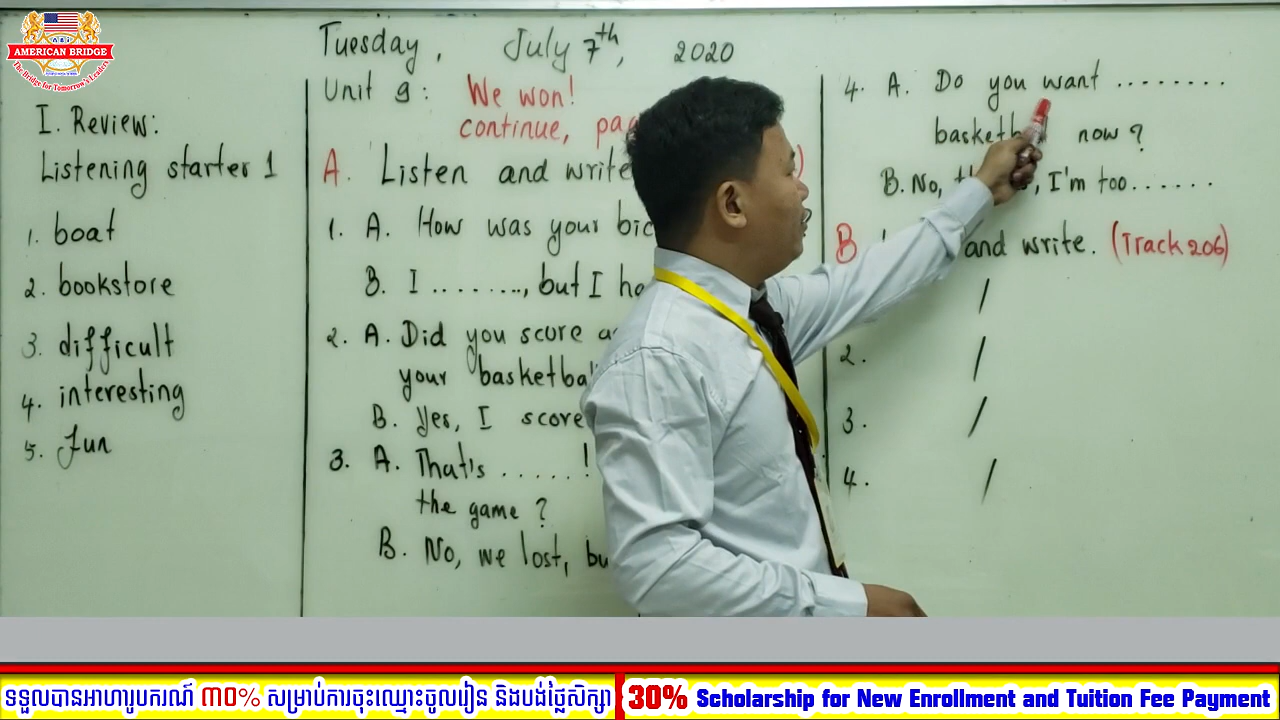 AMERICAN BRIDGE
The Bridge for Tomorrow's Leaders
Tuesday, July 7th, 2020
I. Review:
Listening starter 1
1. boat
2. bookstore
3. difficult
4. interesting
5. Fun
Unit 9: We won!
continue,
A. Listen and write
1. A. How was your
B. I ........, but I
2. A. Did you score
your
B. Yes, I score
3. A. That's ......!
the game?
B. No, we lost,
4. A. Do you want ........
now?
B. No, I'm too ......
B and write. (Track 206)
/
2. /
3. /
4. /
ទទួលបានអាហារូបករណ៍ ៣០% សម្រាប់ការចុះឈ្មោះចូលរៀន និងបង់ថ្លៃសិក្សា
30% Scholarship for New Enrollment and Tuition Fee Payment